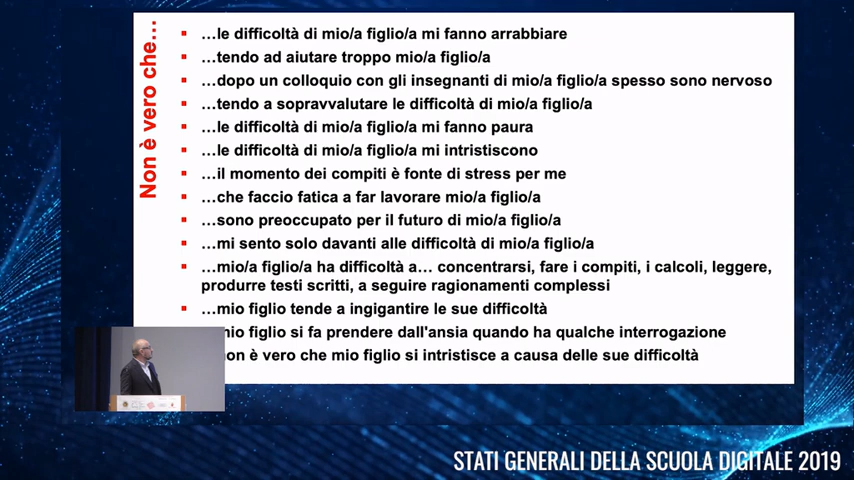 Non è vero che...
...le difficoltà di mio/a figlio/a mi fanno arrabbiare
...tendo ad aiutare troppo mio/a figlio/a
...dopo un colloquio con gli insegnanti di mio/a figlio/a spesso sono nervoso
...tendo a sopravvalutare le difficoltà di mio/a figlio/a
...le difficoltà di mio/a figlio/a mi fanno paura
...le difficoltà di mio/a figlio/a mi intristiscono
...il momento dei compiti è fonte di stress per me
...che faccio fatica a far lavorare mio/a figlio/a
...sono preoccupato per il futuro di mio/a figlio/a
...mi sento solo davanti alle difficoltà di mio/a figlio/a
...mio/a figlio/a ha difficoltà a... concentrarsi, fare i compiti, i calcoli, leggere,
produrre testi scritti, a seguire ragionamenti complessi
...mio figlio tende a ingigantire le sue difficoltà
mio figlio si fa prendere dall'ansia quando ha qualche interrogazione
non è vero che mio figlio si intristisce a causa delle sue difficoltà
STATI GENERALI DELLA SCUOLA DIGITALE 2019